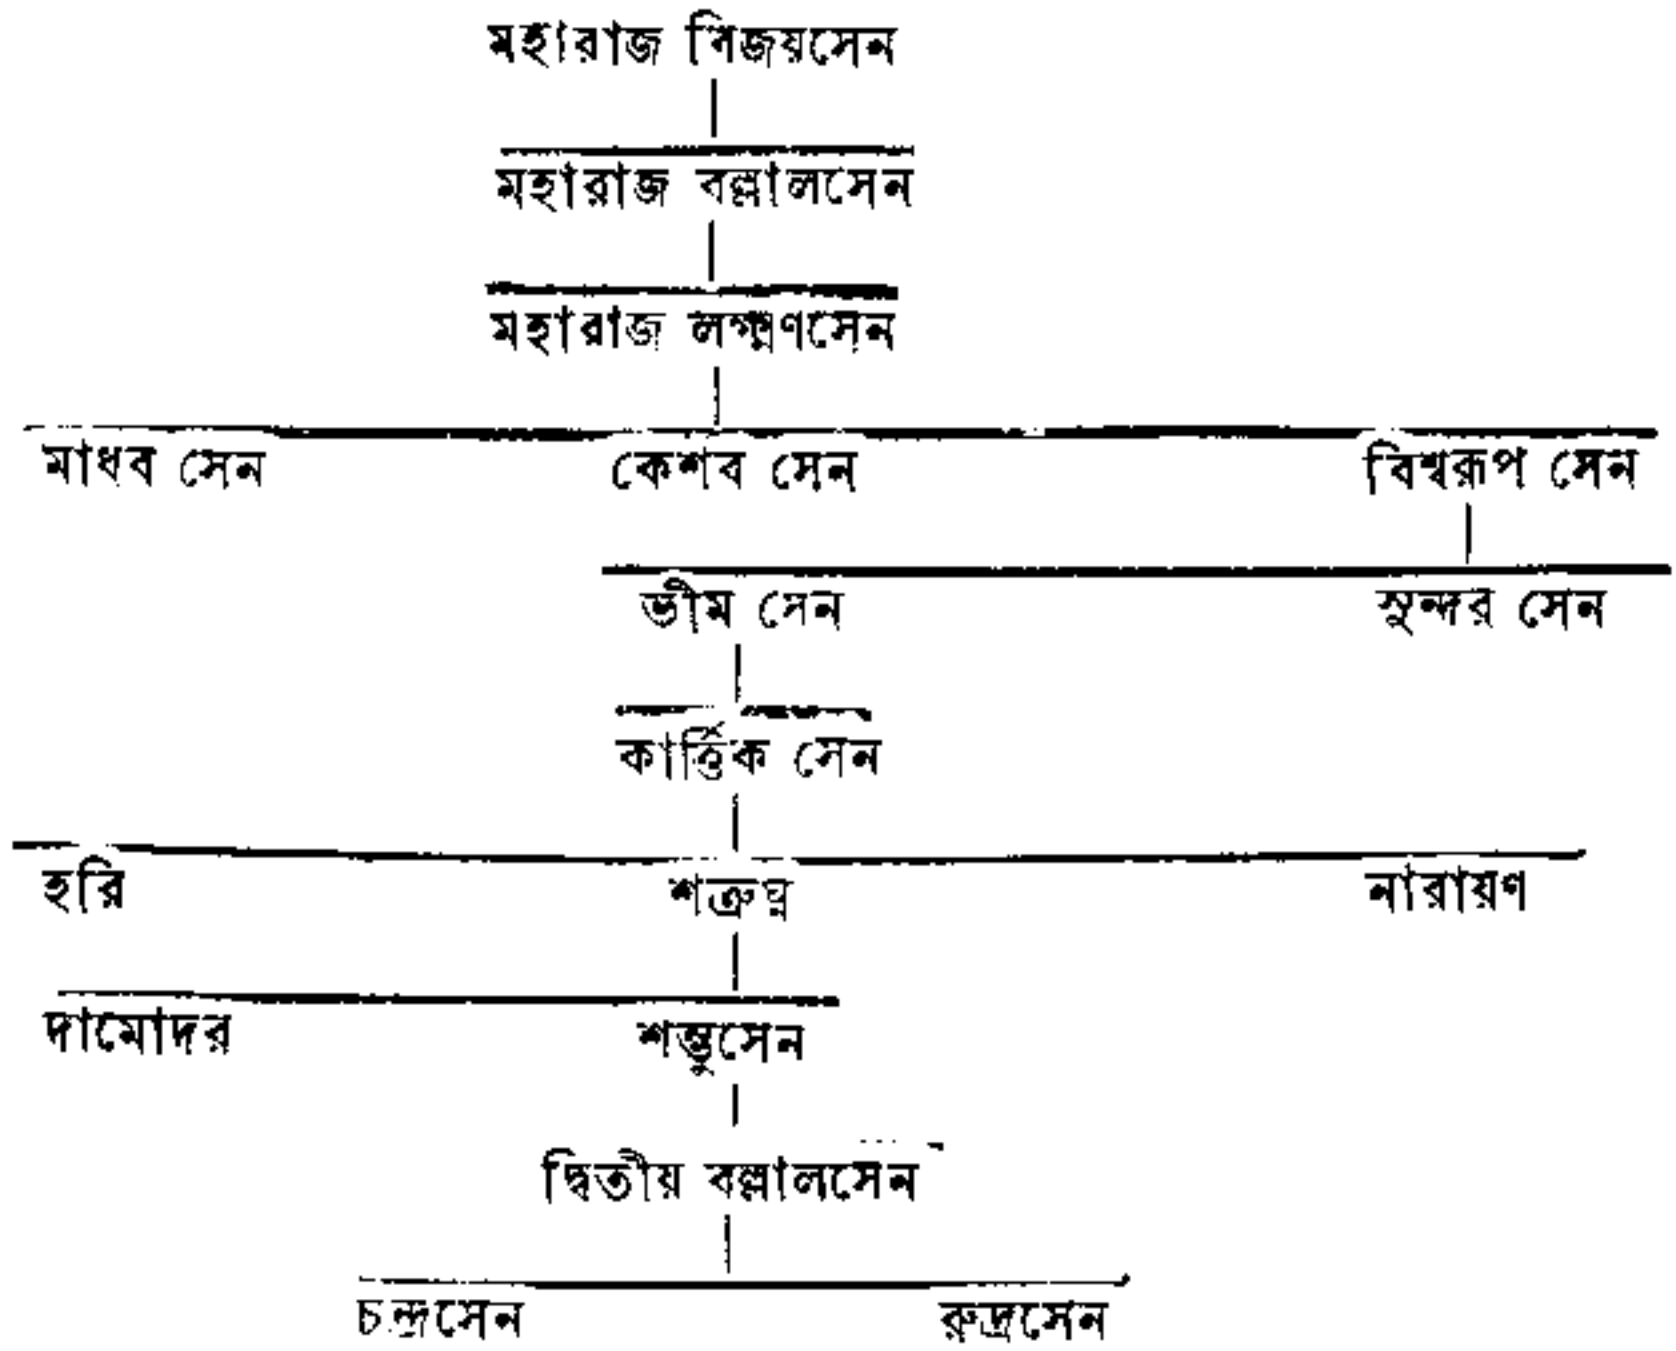 মহারাজ বিজয়সেন
মহারাজ বল্লালসেন
মহারাজ লক্ষ্মণসেন
মাধব সেন কেশব সেন বিশ্বরূপ সেন
ভীম সেন সুন্দর সেন
কার্ত্তিক সেন
হরি শত্রুঘ্ন নারায়ণ
দামোদর শম্ভুসেন
দ্বিতীয় বল্লালসেন
চন্দ্রসেন রুদ্রসেন